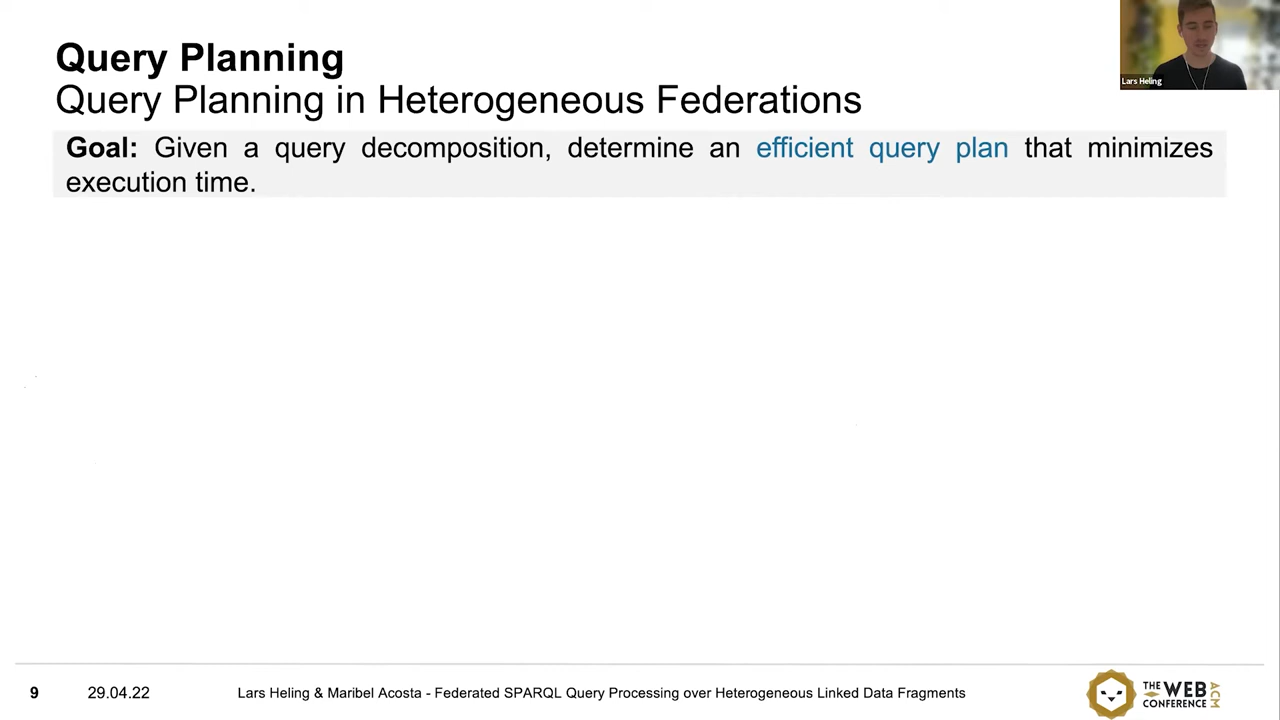 Query Planning
Query Planning in Heterogeneous Federations
Lars Heling
Goal: Given a query decomposition, determine an efficient query plan that minimizes
execution time.
9
29.04.22
Lars Heling & Maribel Acosta - Federated SPARQL Query Processing over Heterogeneous Linked Data Fragments
THE WEB
CONFERENCE
ACM